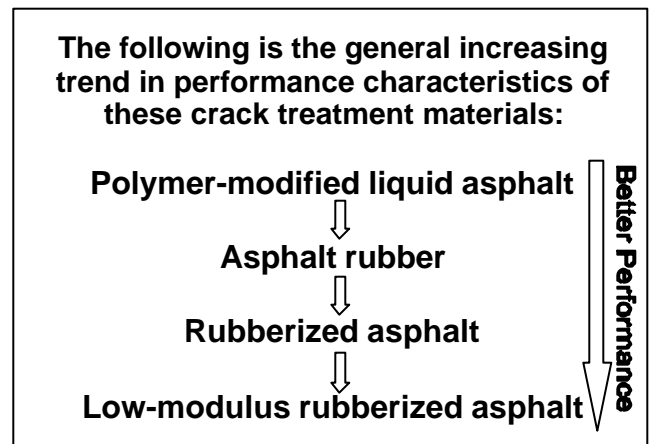 The following is the general increasing
trend in performance characteristics of
these crack treatment materials:
Polymer-modified liquid asphalt
Asphalt rubber
Rubberized asphalt
Low-modulus rubberized asphalt
Better Performance